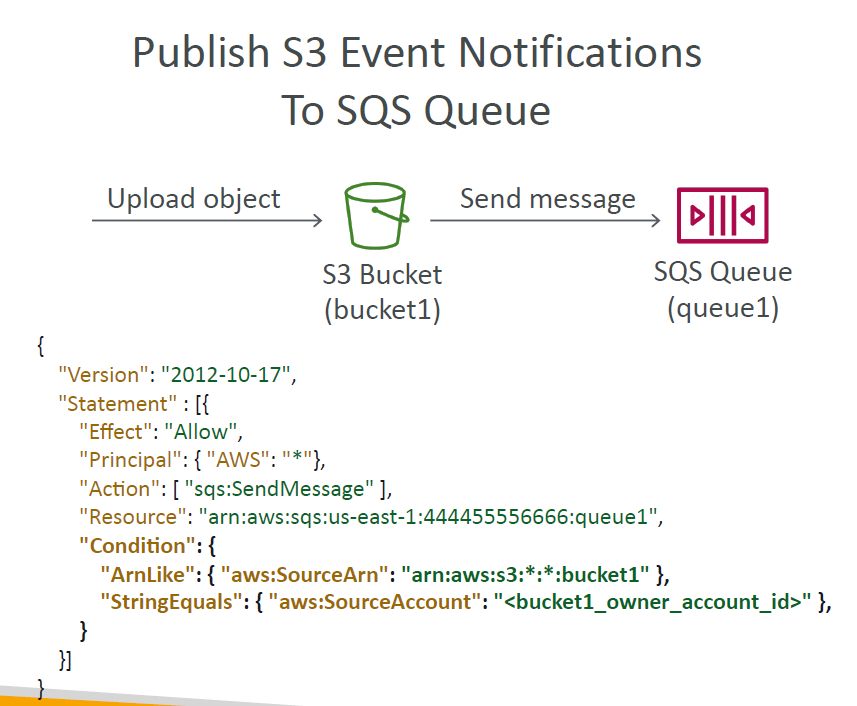 Publish S3 Event Notifications
To SQS Queue
Upload object
Send message
S3 Bucket
(bucket1)
SQS Queue
(queue1)
{
"Version": "2012-10-17",
"Statement" : [{
"Effect": "Allow",
"Principal": { "AWS": "*"},
"Action": [ "sqs:SendMessage" ],
"Resource": "arn:aws:sqs:us-east-1:444455556666:queue1",
"Condition": {
"ArnLike": { "aws:SourceArn": "arn:aws:s3:*:*:bucket1" },
"StringEquals": { "aws:SourceAccount": "<bucket1_owner_account_id>" },
}
}]
}